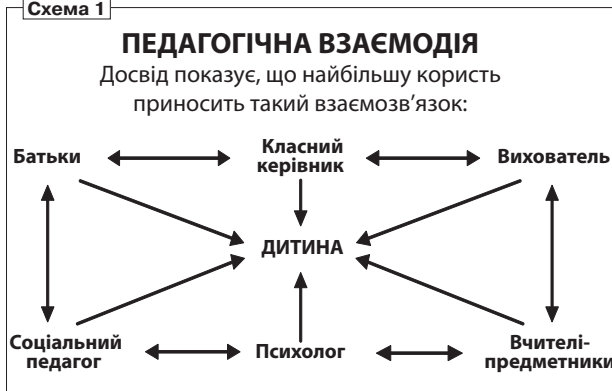 Схема 1
ПЕДАГОГІЧНА ВЗАЄМОДІЯ
Досвід показує, що найбільшу користь
приносить такий взаємозв'язок:
Батьки
Класний
керівник
Вихователь
ДИТИНА
Соціальний
педагог
Психолог
Вчителі-
предметники